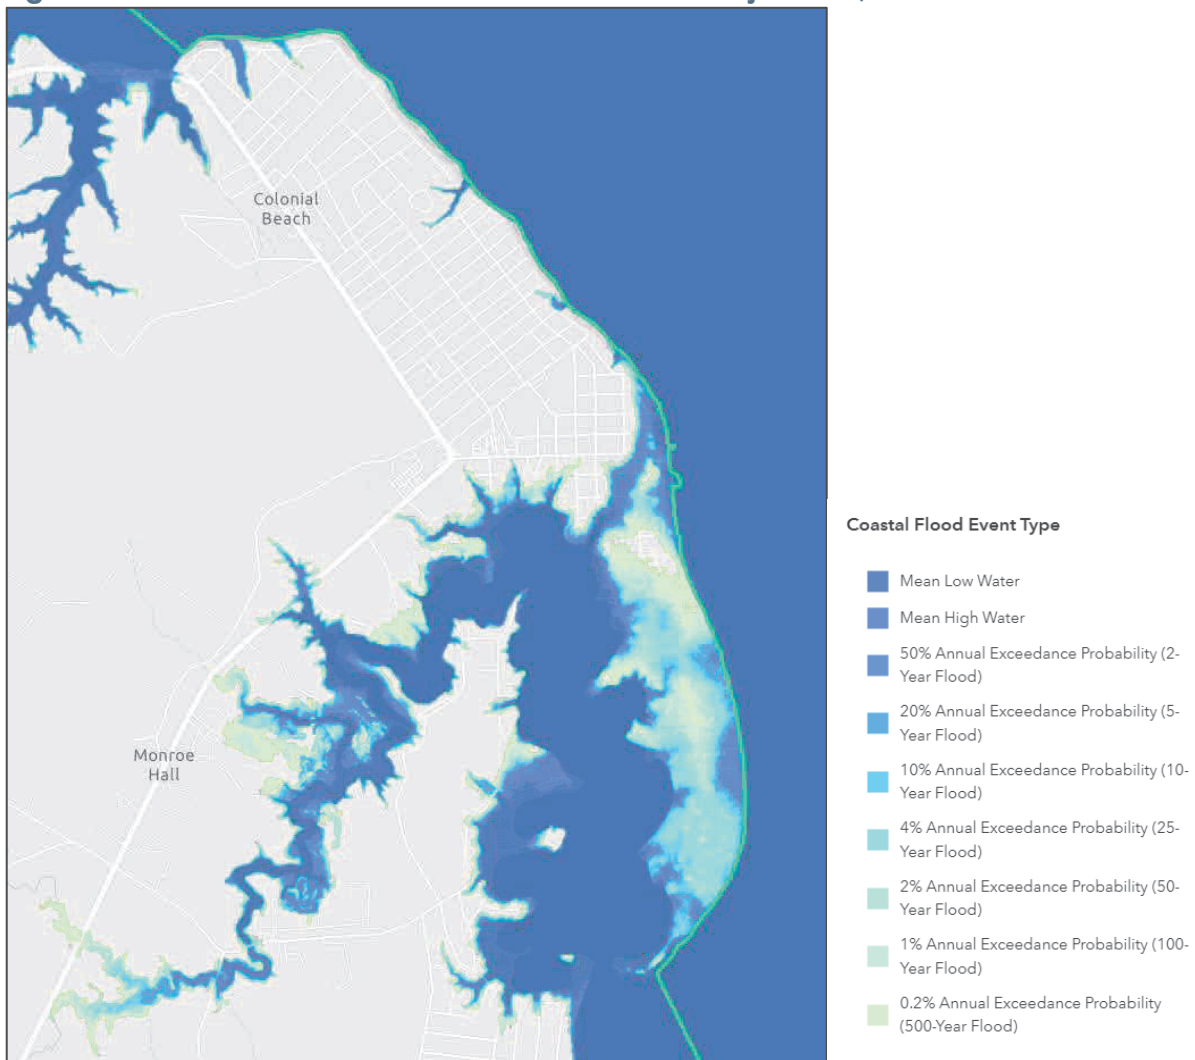 Colonial
Beach
Monroe
Hall
Coastal Flood Event Type
Mean Low Water
Mean High Water
50% Annual Exceedance Probability (2-
Year Flood)
20% Annual Exceedance Probability (5-
Year Flood)
10% Annual Exceedance Probability (10-
Year Flood)
4% Annual Exceedance Probability (25-
Year Flood)
2% Annual Exceedance Probability (50-
Year Flood)
1% Annual Exceedance Probability (100-
Year Flood)
0.2% Annual Exceedance Probability
(500-Year Flood)